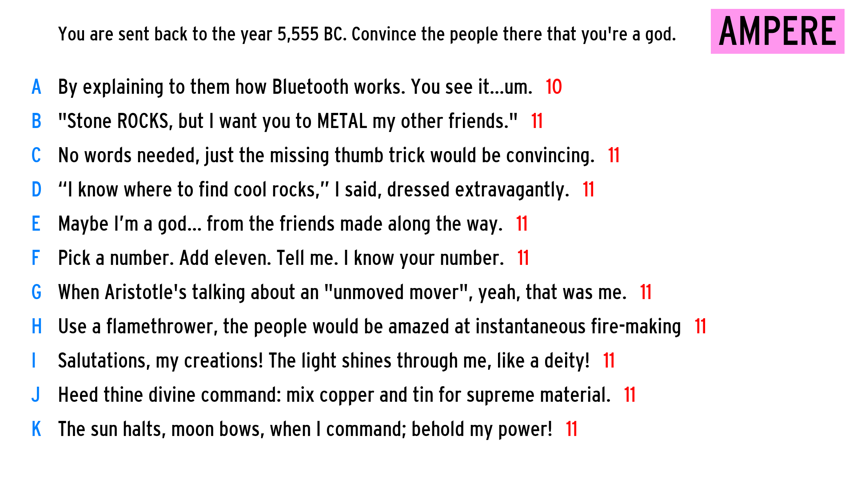 You are sent back to the year 5,555 BC. Convince the people there that you're a god.
AMPERE
A By explaining to them how Bluetooth works. You see it...um. 10
B "Stone ROCKS, but I want you to METAL my other friends." 11
C No words needed, just the missing thumb trick would be convincing. 11
D “I know where to find cool rocks,” I said, dressed extravagantly. 11
E Maybe I’m a god... from the friends made along the way. 11
F Pick a number. Add eleven. Tell me. I know your number. 11
G When Aristotle's talking about an "unmoved mover", yeah, that was me. 11
H Use a flamethrower, the people would be amazed at instantaneous fire-making 11
I Salutations, my creations! The light shines through me, like a deity! 11
J Heed thine divine command: mix copper and tin for supreme material. 11
K The sun halts, moon bows, when I command; behold my power! 11